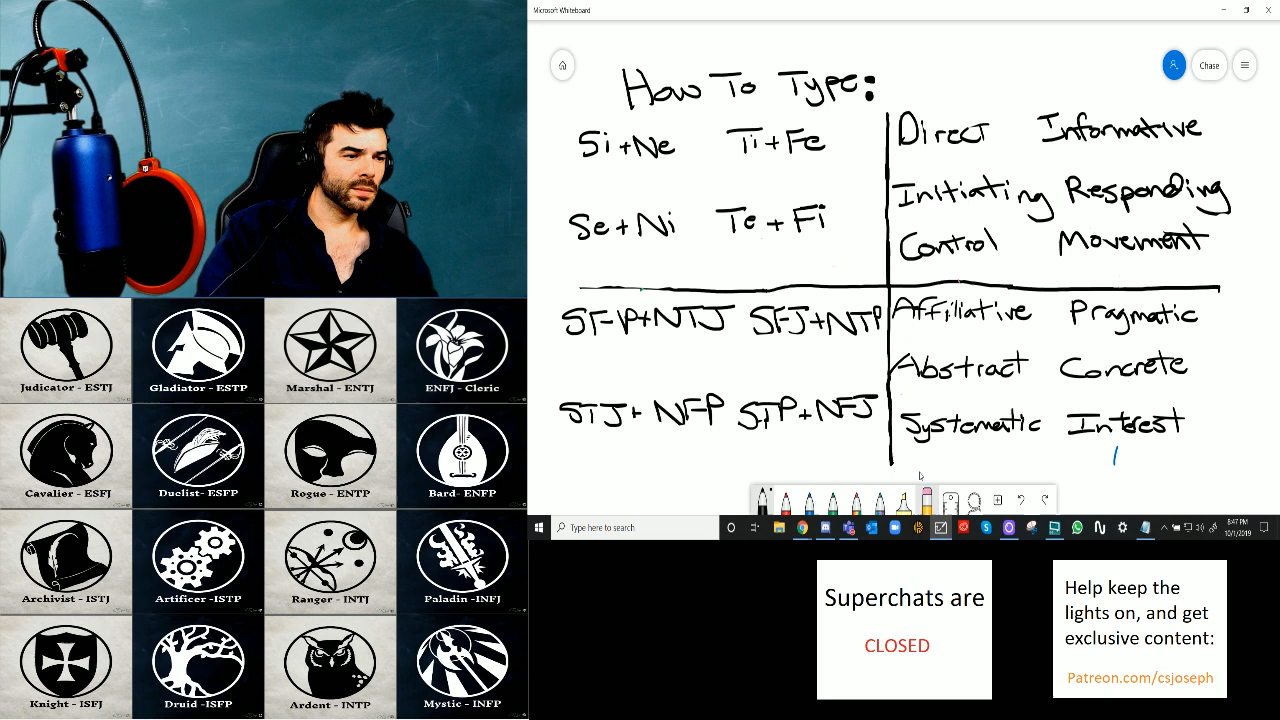 Microsoft Whiteboard
Chase
How To Type:
Si+Ne Ti+Fe
Se+Ni Te+Fi
SFP+NTJ SFJ+NTP
STJ+NFP STP+NFJ
Direct Informative
Initiating Responding
Control Movement
Affiliative Pragmatic
Abstract Concrete
Systematic Interest
Type here to search
8:47 PM
10/1/2019
Judicator - ESTJ
Gladiator - ESTP
Marshal - ENTJ
ENFJ - Cleric
Cavalier - ESFJ
Duelist- ESFP
Rogue - ENTP
Bard- ENFP
Archivist - ISTJ
Artificer -ISTP
Ranger - INTJ
Paladin -INFJ
Knight - ISFJ
Druid -ISFP
Ardent - INTP
Mystic - INFP
Superchats are
CLOSED
Help keep the
lights on, and get
exclusive content:
Patreon.com/csjoseph